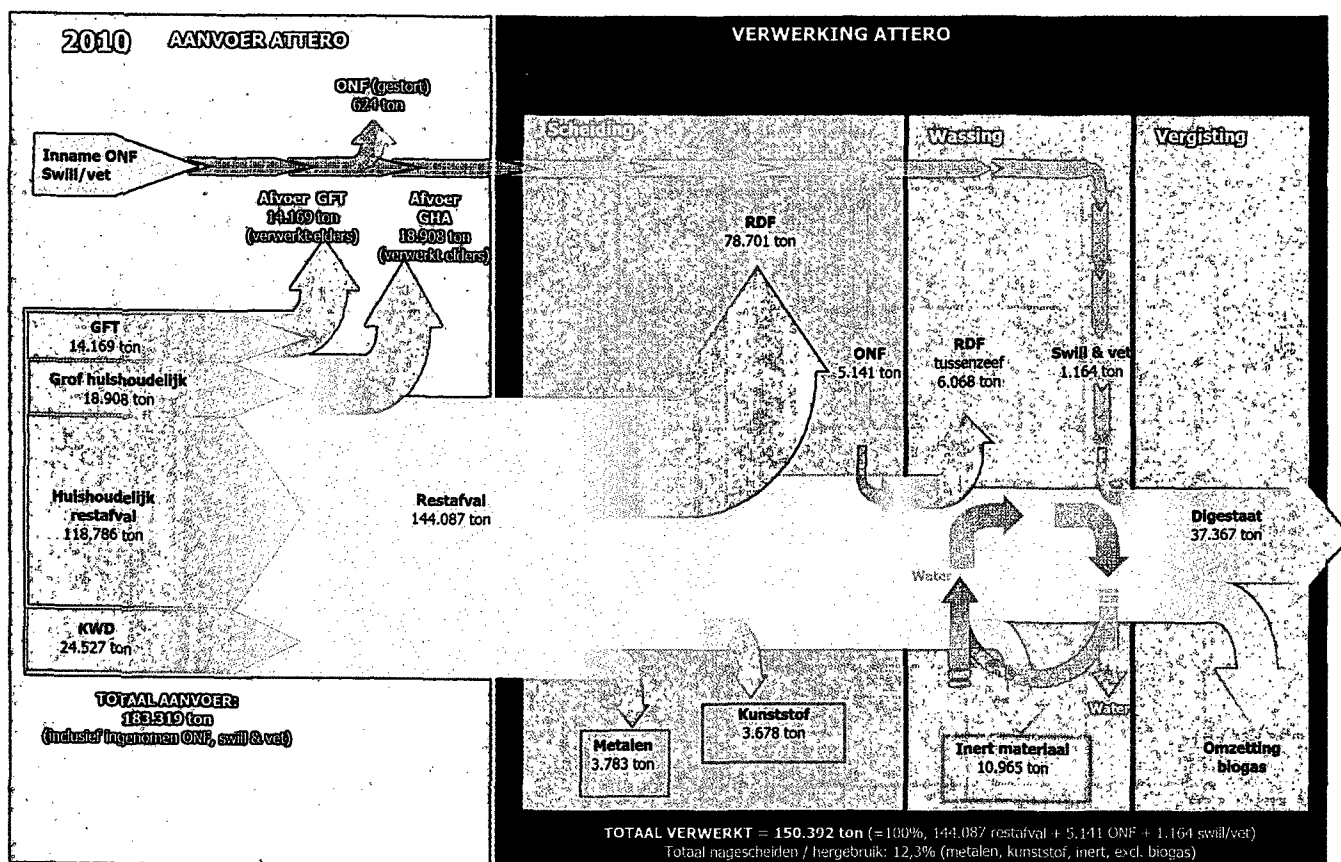 2010 AANVOER ATTERO
ONF (gestort)
624 ton
Inname ONF
Swill/vet
Afvoer GFT
14.169 ton
(verwerkt elders)
Afvoer
GHA
18.908 ton
(verwerkt elders)
GFT
14.169 ton
Grof huishoudelijk
18.908 ton
Huishoudelijk
restafval
118.786 ton
KWD
24.527 ton
Restafval
144.087 ton
TOTAAL AANVOER:
183.319 ton
(inclusief ingenomen ONF, swill & vet)
VERWERKING ATTERO
Scheiding
Wassing
Vergisting
RDF
78.701 ton
ONF
5.141 ton
RDF
tussenzeef
6.068 ton
Swill & vet
1.164 ton
Digestaat
37.367 ton
Water
Water
Metalen
3.783 ton
Kunststof
3.678 ton
Inert materiaal
10.965 ton
Omzetting
biogas
TOTAAL VERWERKT = 150.392 ton (=100%, 144.087 restafval + 5.141 ONF + 1.164 swill/vet)
Totaal nagescheiden / hergebruik: 12,3% (metalen, kunststof, inert, excl. biogas)